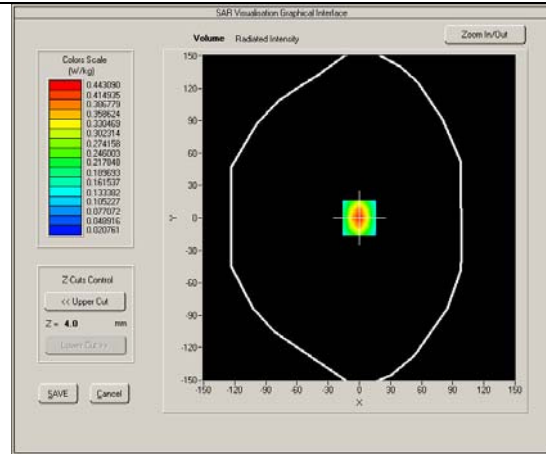 SAR Visualisation Graphical Interface
Volume Radiated Intensity
Zoom In/Out
Colors Scale
(W/kg)
0.443090
0.414935
0.386779
0.358624
0.330469
0.302314
0.274158
0.246003
0.217848
0.189693
0.161537
0.133382
0.105227
0.077072
0.048916
0.020761
Z Cuts Control
<< Upper Cut
Z = 4.0 mm
Lower Cut >>
SAVE Cancel
150
120
90
60
30
0
-30
-60
-90
-120
-150
Y
-150 -120 -90 -60 -30 0 30 60 90 120 150
X